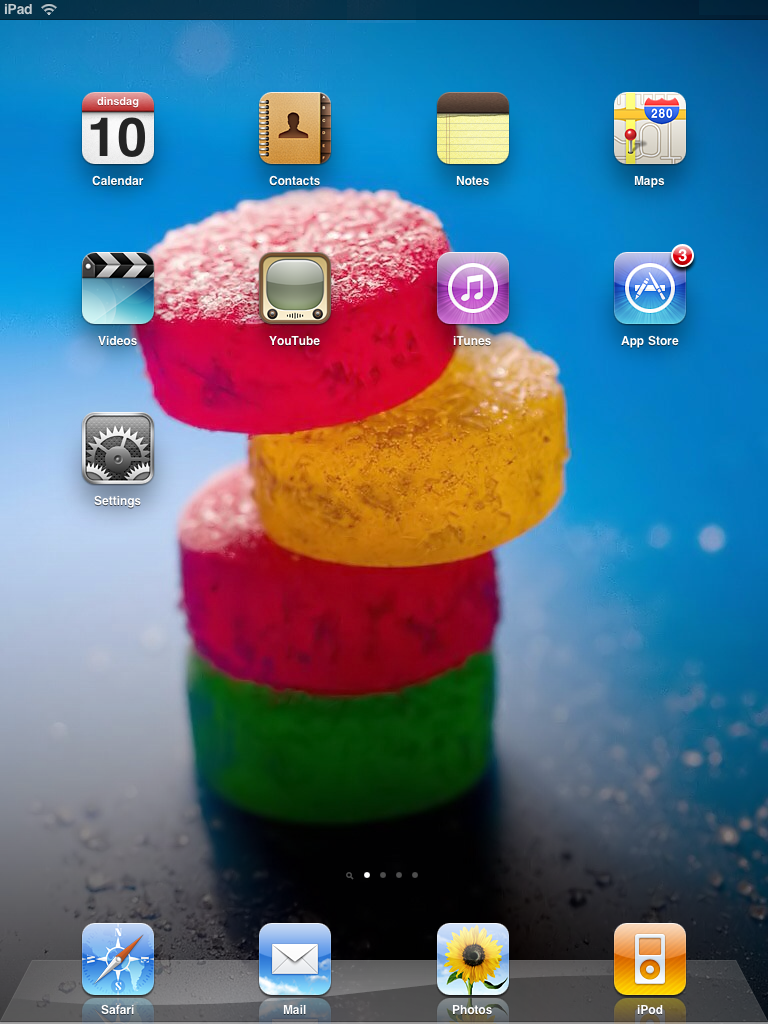 iPad
dinsdag
10
280
Calendar
Contacts
Notes
Maps
3
Videos
YouTube
iTunes
App Store
Settings
N
S
Safari
Mail
Photos
iPod